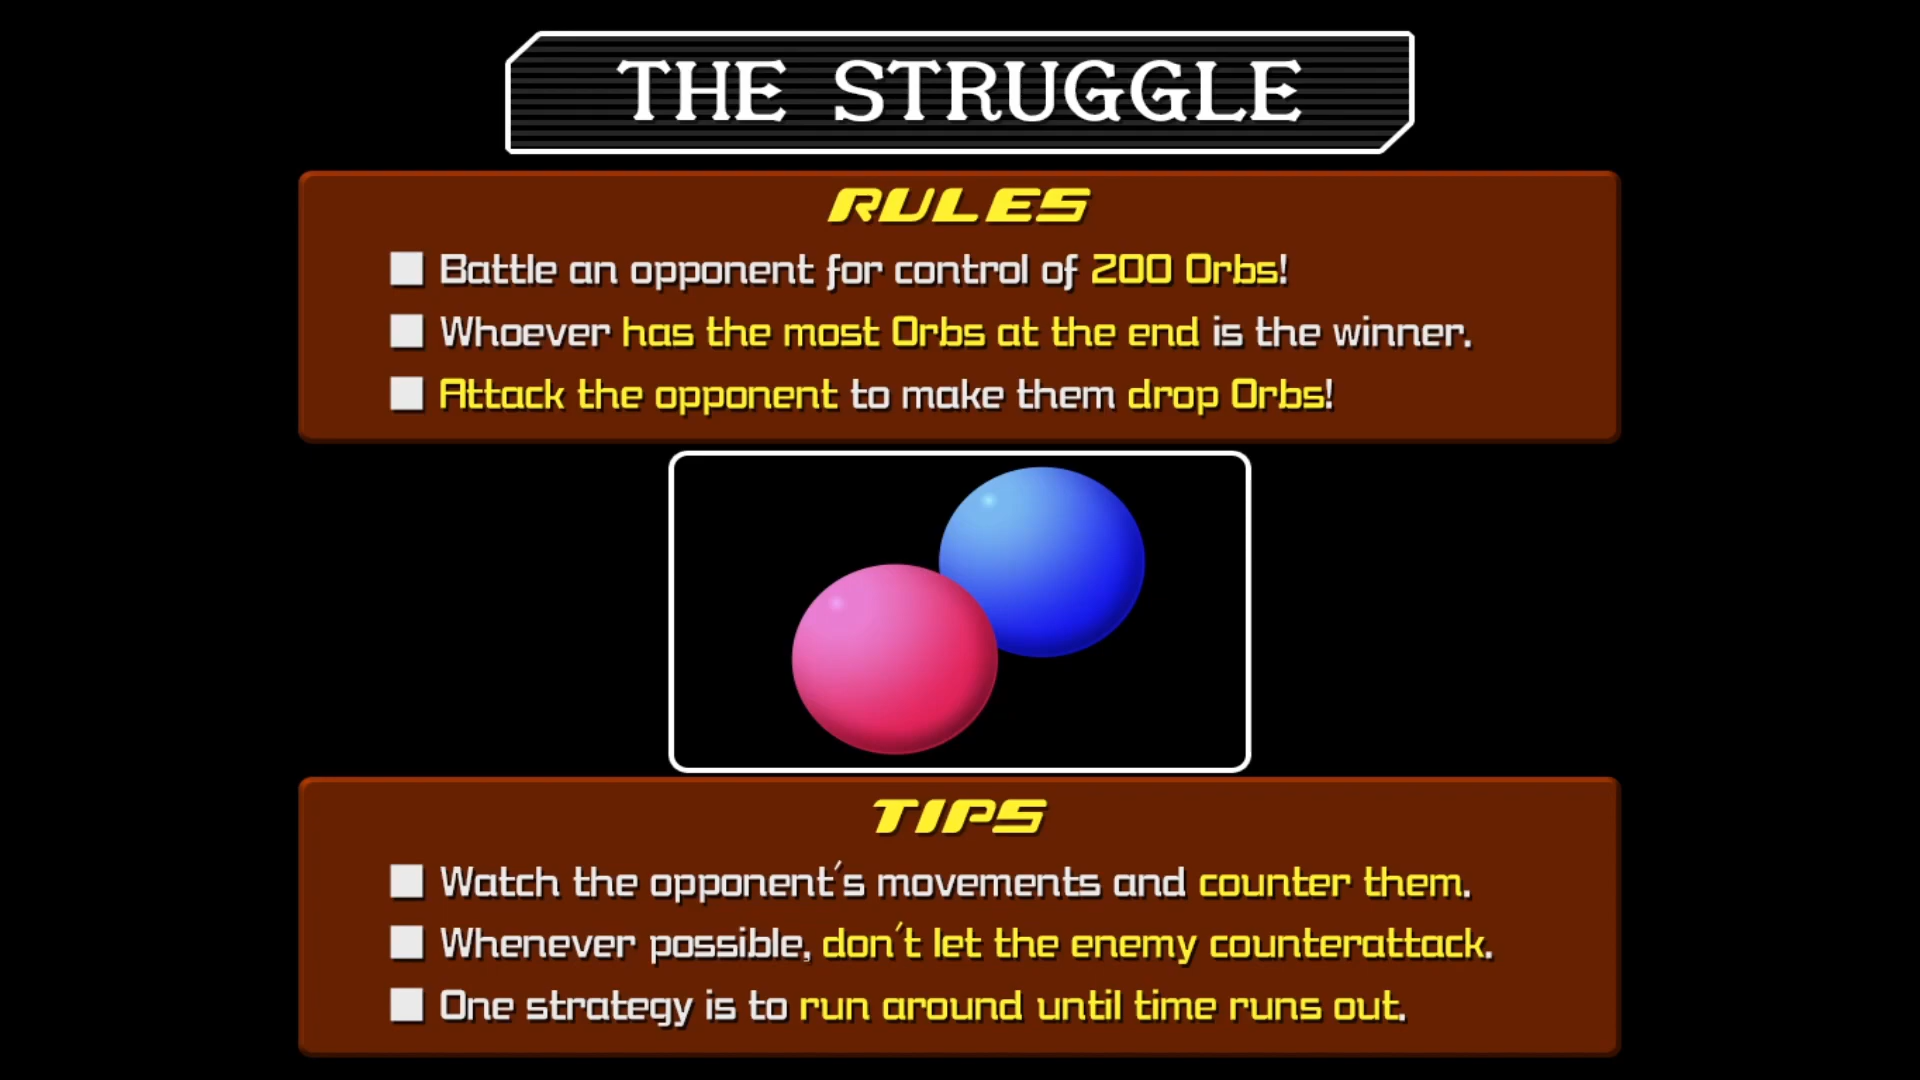 THE STRUGGLE
RULES
Battle an opponent for control of 200 Orbs!
Whoever has the most Orbs at the end is the winner.
Attack the opponent to make them drop Orbs!
TIPS
Watch the opponent's movements and counter them.
Whenever possible, don't let the enemy counterattack.
One strategy is to run around until time runs out.